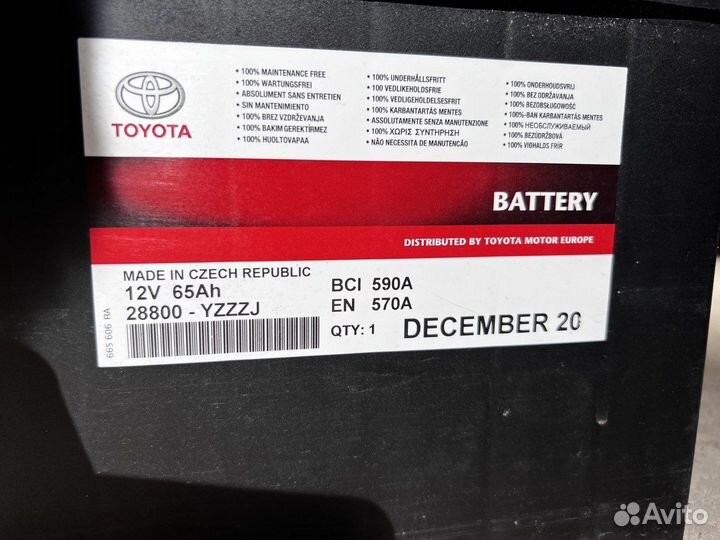 TOYOTA
• 100% MAINTENANCE FREE
• 100% WARTUNGSFREI
• ABSOLUMENT SANS ENTRETIEN
• SIN MANTENIMIENTO
• 100% BREZ VZDRŽEVANJA
• 100% BAKIM GEREKTİRMEZ
• 100% HUOLTOVAPAA
• 100% UNDERHÅLLSFRITT
• 100 VEDLIKEHOLDSFRIE
• 100% VEDLIGEHOLDELSESFRIT
• 100% KARBANTARTÁS MENTES
• ASSOLUTAMENTE SENZA MANUTENZIONE
• 100% ΧΩΡΙΣ ΣΥΝΤΗΡΗΣΗ
• NÃO NECESSITA DE MANUTENCÃO
• 100% ONDERHOUDSVRIJ
• 100% BEZ ODRŽAVANJA
• 100% BEZOBSŁUGOWOŚĆ
• 100%-BAN KARBANTARTÁS MENTES
• 100% НЕОБСЛУЖИВАЕМЫЙ
• 100% BEZÚDRŽBOVÁ
• 100% VIÐHALDS FRÍR
BATTERY
DISTRIBUTED BY TOYOTA MOTOR EUROPE
MADE IN CZECH REPUBLIC
12V 65Ah
28800 - YZZZJ
BCI 590A
EN 570A
QTY: 1
DECEMBER 20
665 606 BA
Avito